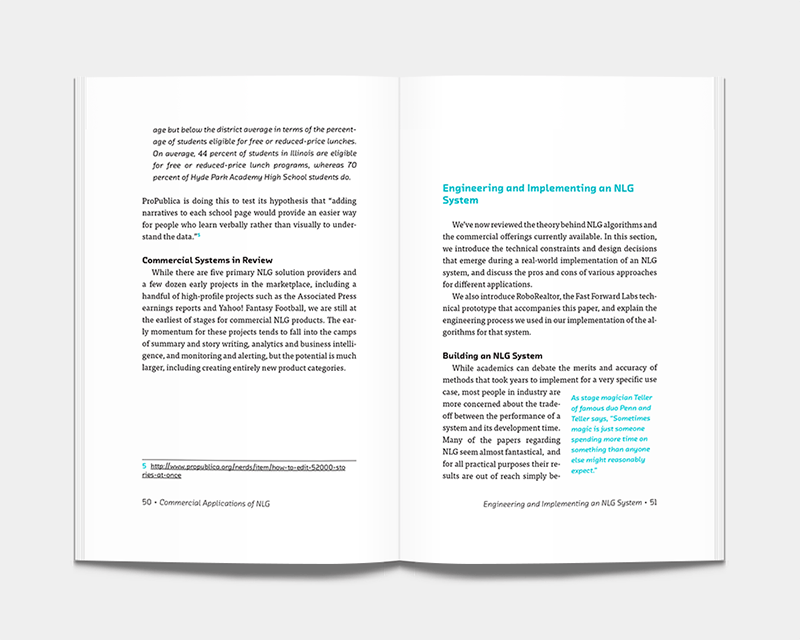 age but below the district average in terms of the percent-
age of students eligible for free or reduced-price lunches.
On average, 44 percent of students in Illinois are eligible
for free or reduced-price lunch programs, whereas 70
percent of Hyde Park Academy High School students do.
ProPublica is doing this to test its hypothesis that “adding
narratives to each school page would provide an easier way
for people who learn verbally rather than visually to under-
stand the data.”5
Commercial Systems in Review
While there are five primary NLG solution providers and
a few dozen early projects in the marketplace, including a
handful of high-profile projects such as the Associated Press
earnings reports and Yahoo! Fantasy Football, we are still at
the earliest of stages for commercial NLG products. The ear-
ly momentum for these projects tends to fall into the camps
of summary and story writing, analytics and business intelli-
gence, and monitoring and alerting, but the potential is much
larger, including creating entirely new product categories.
5 http://www.propublica.org/nerds/item/how-to-edit-52000-sto
ries-at-once
50 • Commercial Applications of NLG
Engineering and Implementing an NLG
System
We’ve now reviewed the theory behind NLG algorithms and
the commercial offerings currently available. In this section,
we introduce the technical constraints and design decisions
that emerge during a real-world implementation of an NLG
system, and discuss the pros and cons of various approaches
for different applications.
We also introduce RoboRealtor, the Fast Forward Labs tech-
nical prototype that accompanies this paper, and explain the
engineering process we used in our implementation of the al-
gorithms for that system.
Building an NLG System
While academics can debate the merits and accuracy of
methods that took years to implement for a very specific use
case, most people in industry are
more concerned about the trade-
off between the performance of a
system and its development time.
Many of the papers regarding
NLG seem almost fantastical, and
for all practical purposes their re-
sults are out of reach simply be-
As stage magician Teller
of famous duo Penn and
Teller says, “Sometimes
magic is just someone
spending more time on
something than anyone
else might reasonably
expect.”
Engineering and Implementing an NLG System • 51